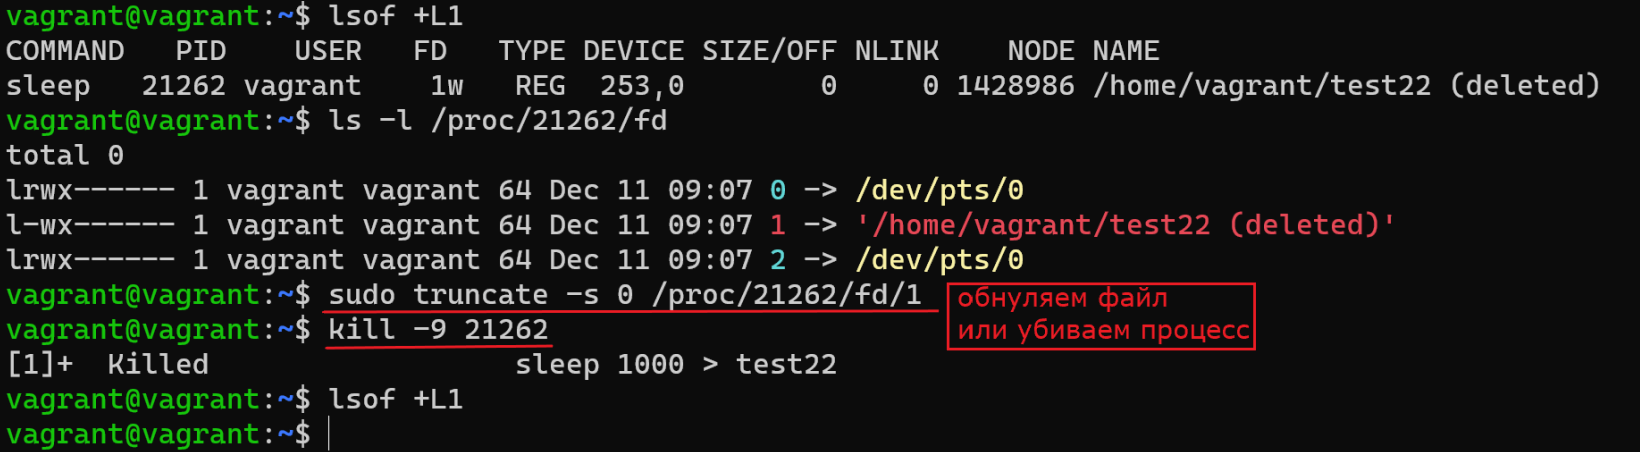 vagrant@vagrant:~$ lsof +L1
COMMAND   PID    USER   FD   TYPE DEVICE SIZE/OFF NLINK    NODE NAME
sleep   21262 vagrant    1w   REG  253,0        0     0 1428986 /home/vagrant/test22 (deleted)
vagrant@vagrant:~$ ls -l /proc/21262/fd
total 0
lrwx------ 1 vagrant vagrant 64 Dec 11 09:07 0 -> /dev/pts/0
l-wx------ 1 vagrant vagrant 64 Dec 11 09:07 1 -> '/home/vagrant/test22 (deleted)'
lrwx------ 1 vagrant vagrant 64 Dec 11 09:07 2 -> /dev/pts/0
vagrant@vagrant:~$ sudo truncate -s 0 /proc/21262/fd/1 обнуляем файл
vagrant@vagrant:~$ kill -9 21262 или убиваем процесс
[1]+  Killed                  sleep 1000 > test22
vagrant@vagrant:~$ lsof +L1
vagrant@vagrant:~$